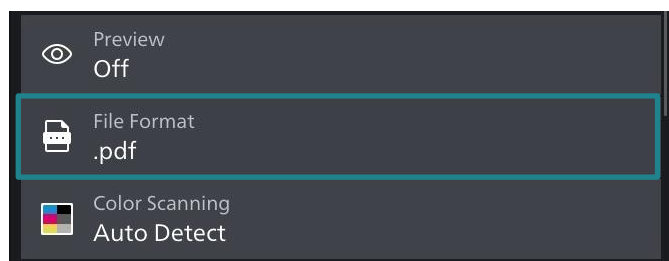 Preview
Off
File Format
.pdf
Color Scanning
Auto Detect